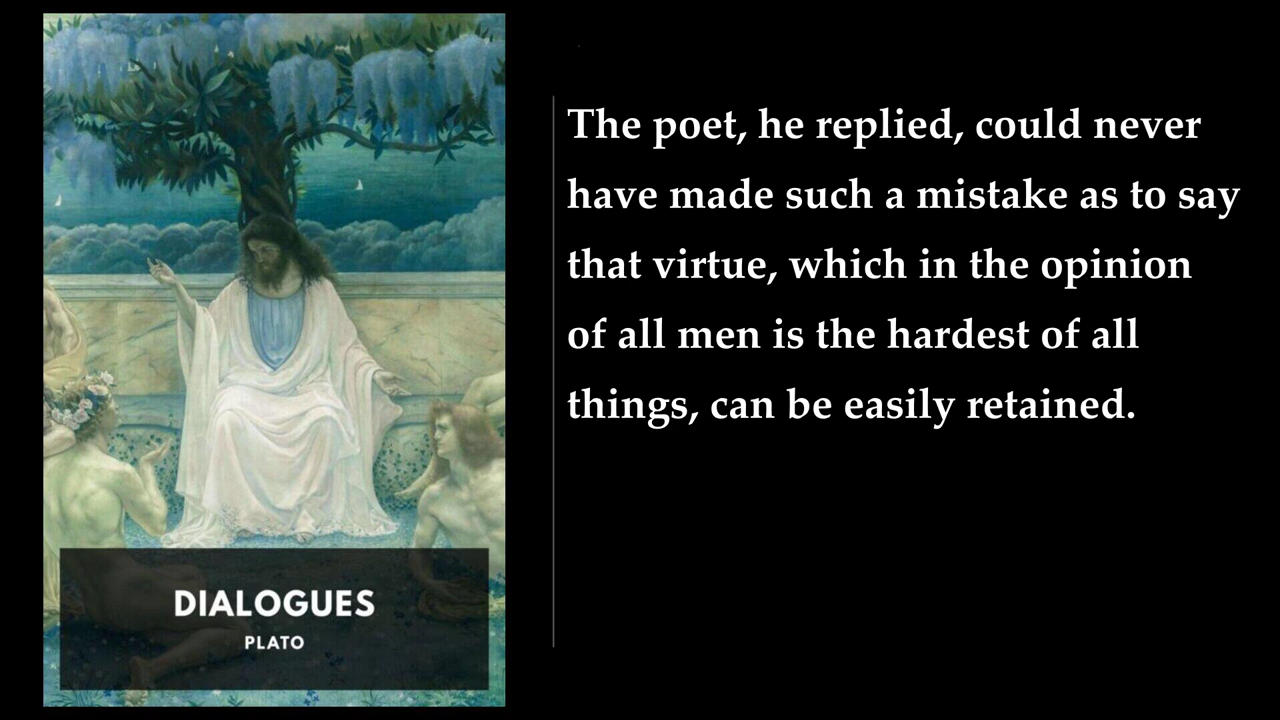 The poet, he replied, could never
have made such a mistake as to say
that virtue, which in the opinion
of all men is the hardest of all
things, can be easily retained.
DIALOGUES
PLATO